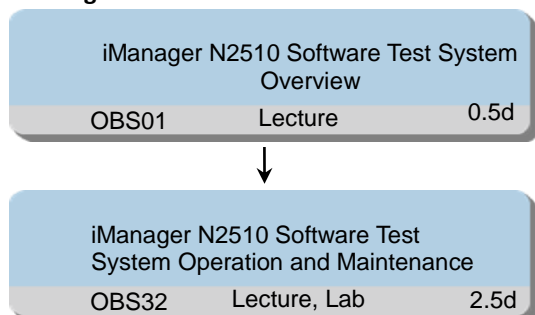 iManager N2510 Software Test System
Overview
OBS01 Lecture 0.5d
iManager N2510 Software Test
System Operation and Maintenance
OBS32 Lecture, Lab 2.5d